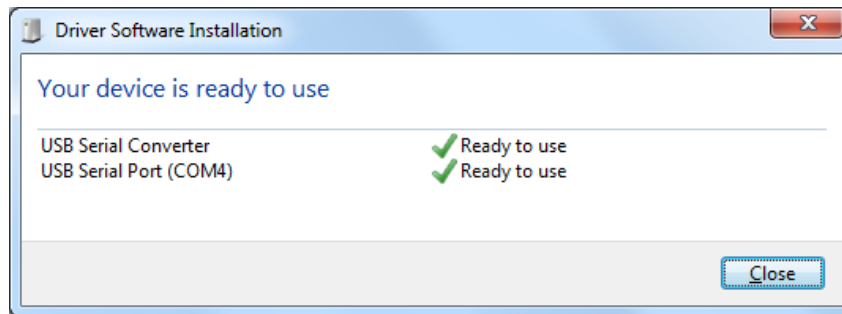 Driver Software Installation
Your device is ready to use
USB Serial Converter Ready to use
USB Serial Port (COM4) Ready to use
Close